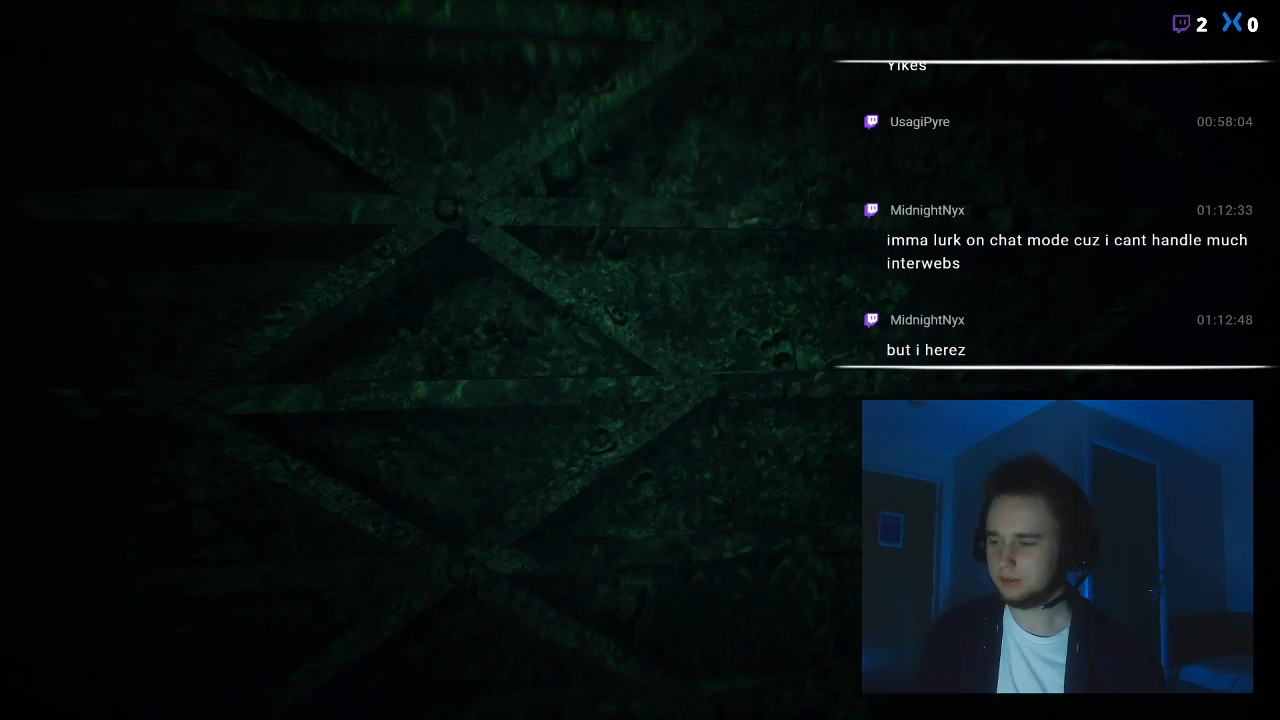 2 0
Yikes
UsagiPyre 00:58:04
MidnightNyx 01:12:33
imma lurk on chat mode cuz i cant handle much
interwebs
MidnightNyx 01:12:48
but i herez